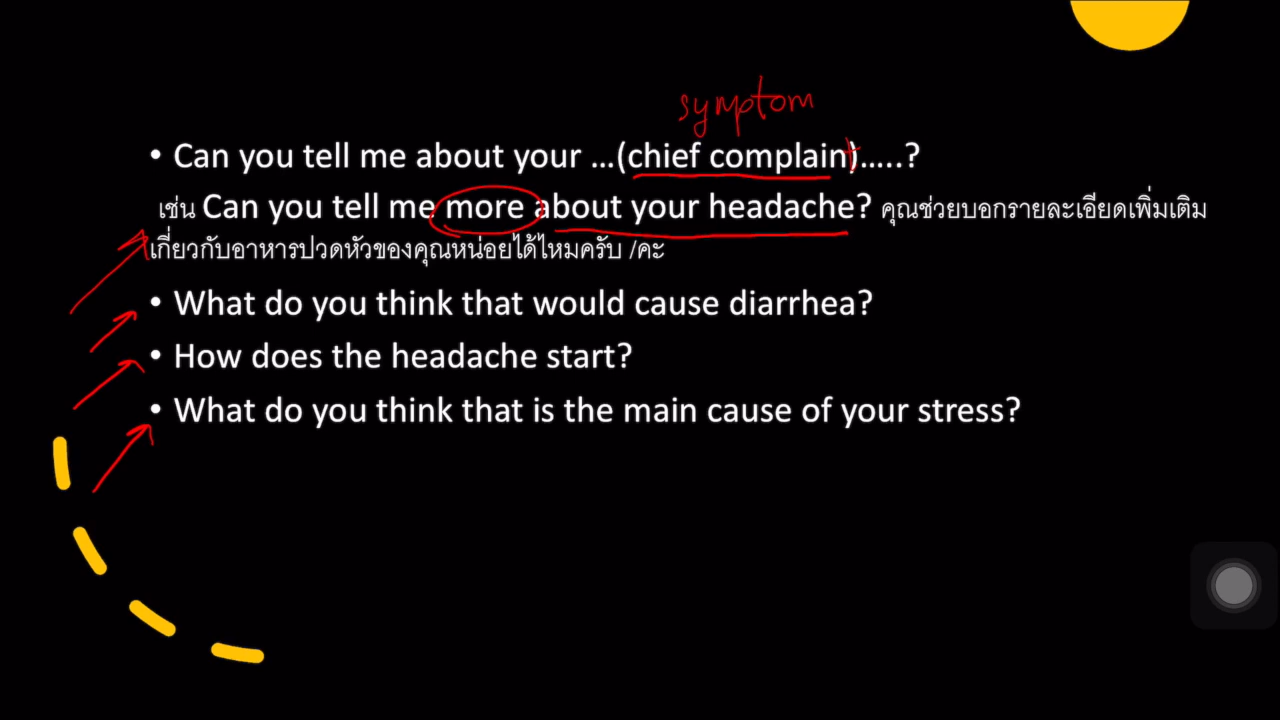 symptom
• Can you tell me about your ...(chief complain)…..?
เช่น Can you tell me more about your headache? คุณช่วยบอกรายละเอียดเพิ่มเติม
เกี่ยวกับอาหารปวดหัวของคุณหน่อยได้ไหมครับ /คะ
• What do you think that would cause diarrhea?
• How does the headache start?
• What do you think that is the main cause of your stress?